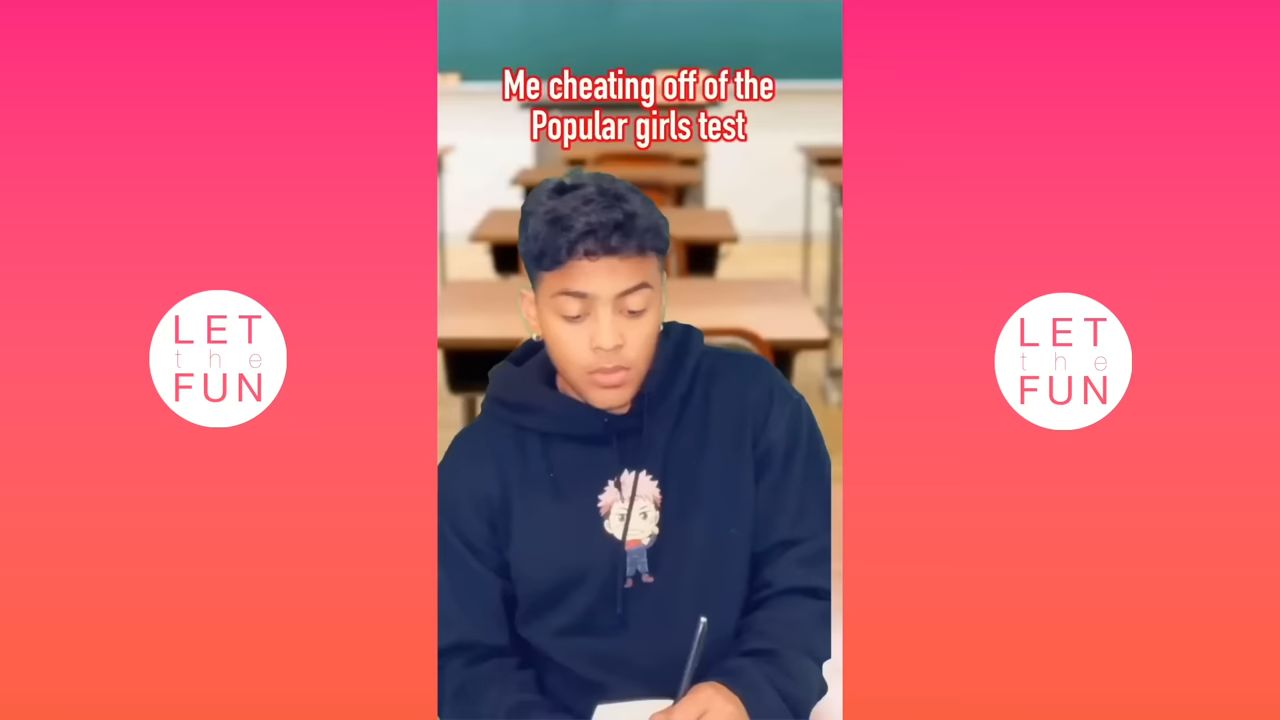 Me cheating off of the
Popular girls test
LET
the
FUN
LET
the
FUN